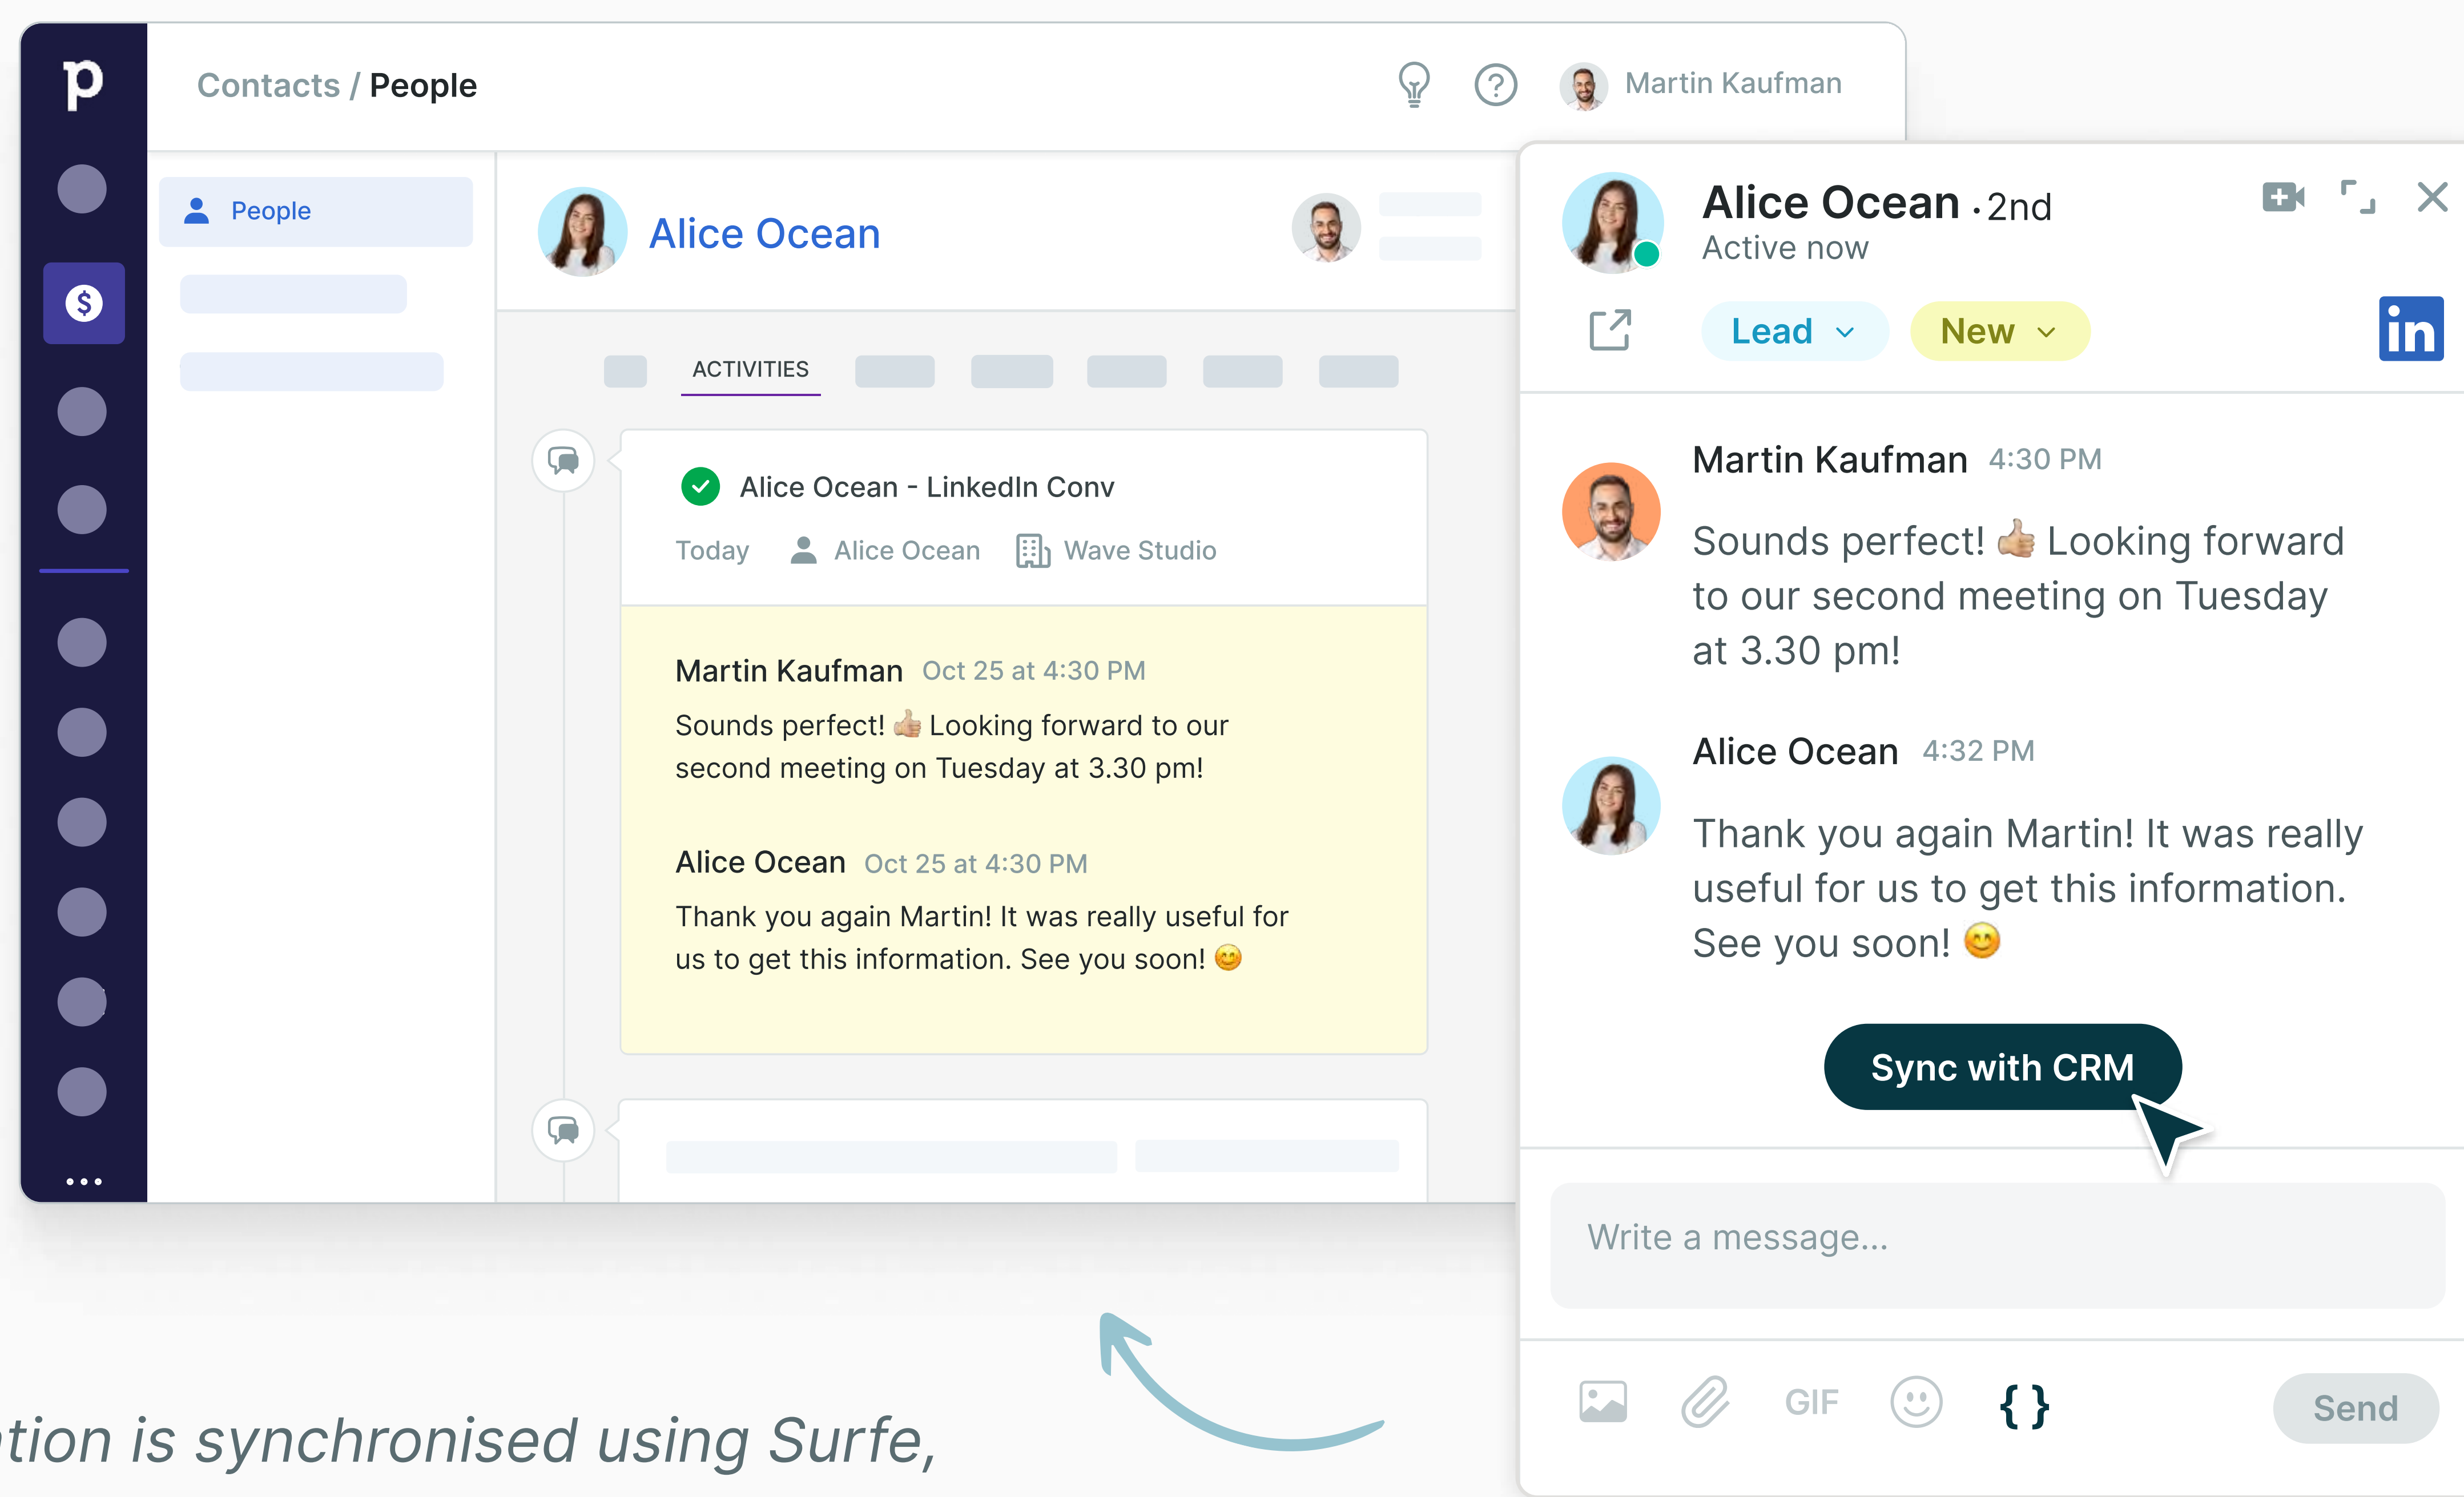 p
Contacts / People
Martin Kaufman
People
$
Alice Ocean
ACTIVITIES
Alice Ocean - LinkedIn Conv
Today Alice Ocean Wave Studio
Martin Kaufman Oct 25 at 4:30 PM
Sounds perfect! 👍🏼 Looking forward to our
second meeting on Tuesday at 3.30 pm!
Alice Ocean Oct 25 at 4:30 PM
Thank you again Martin! It was really useful for
us to get this information. See you soon! 😊
Alice Ocean · 2nd
Active now
Lead
New
in
Martin Kaufman 4:30 PM
Sounds perfect! 👍🏼 Looking forward
to our second meeting on Tuesday
at 3.30 pm!
Alice Ocean 4:32 PM
Thank you again Martin! It was really
useful for us to get this information.
See you soon! 😊
Sync with CRM
Write a message...
GIF
{ }
Send
tion is synchronised using Surfe,